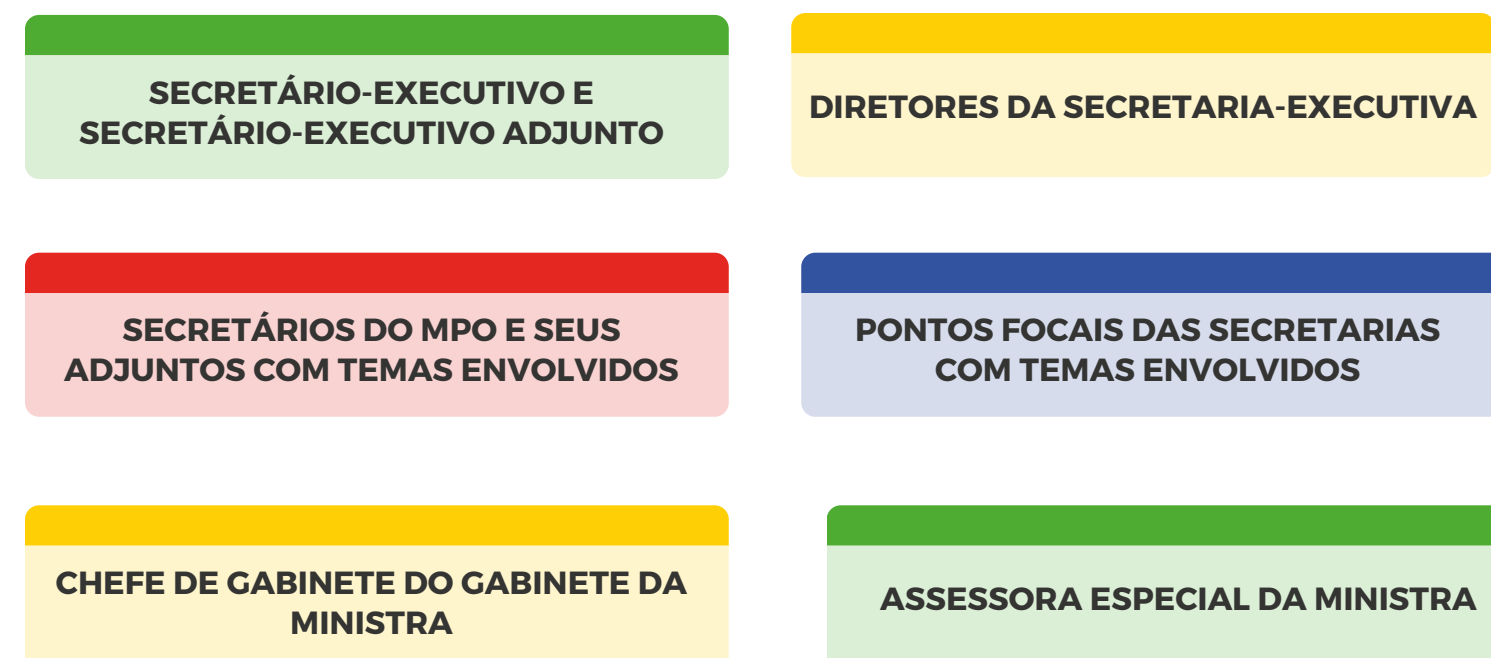 SECRETÁRIO-EXECUTIVO E
SECRETÁRIO-EXECUTIVO ADJUNTO
DIRETORES DA SECRETARIA-EXECUTIVA
SECRETÁRIOS DO MPO E SEUS
ADJUNTOS COM TEMAS ENVOLVIDOS
PONTOS FOCAIS DAS SECRETARIAS
COM TEMAS ENVOLVIDOS
CHEFE DE GABINETE DO GABINETE DA
MINISTRA
ASSESSORA ESPECIAL DA MINISTRA